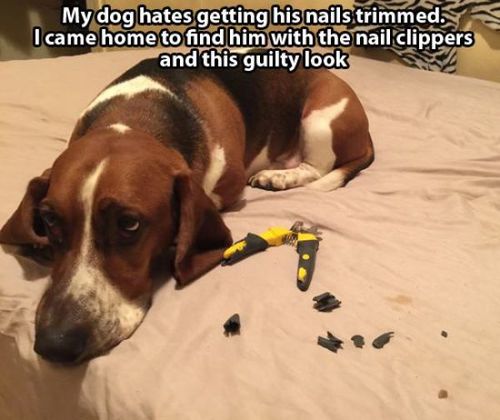 My dog hates getting his nails trimmed.
I came home to find him with the nail clippers
and this guilty look